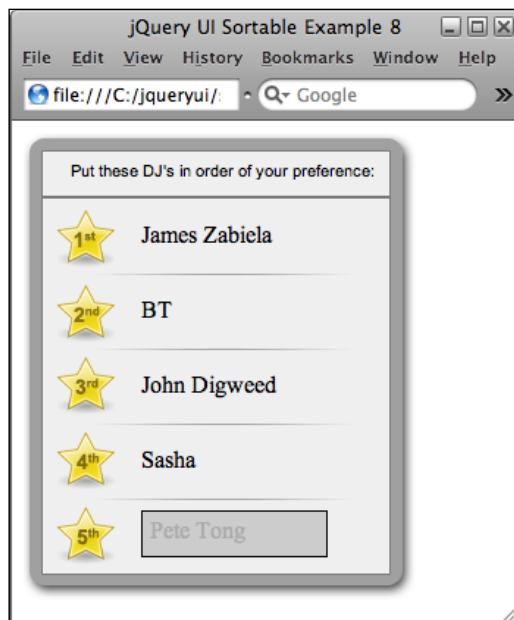 jQuery UI Sortable Example 8
File Edit View History Bookmarks Window Help
file:///C:/jqueryui/ Google
Put these DJ's in order of your preference:
1st James Zabiela
2nd BT
3rd John Digweed
4th Sasha
5th Pete Tong